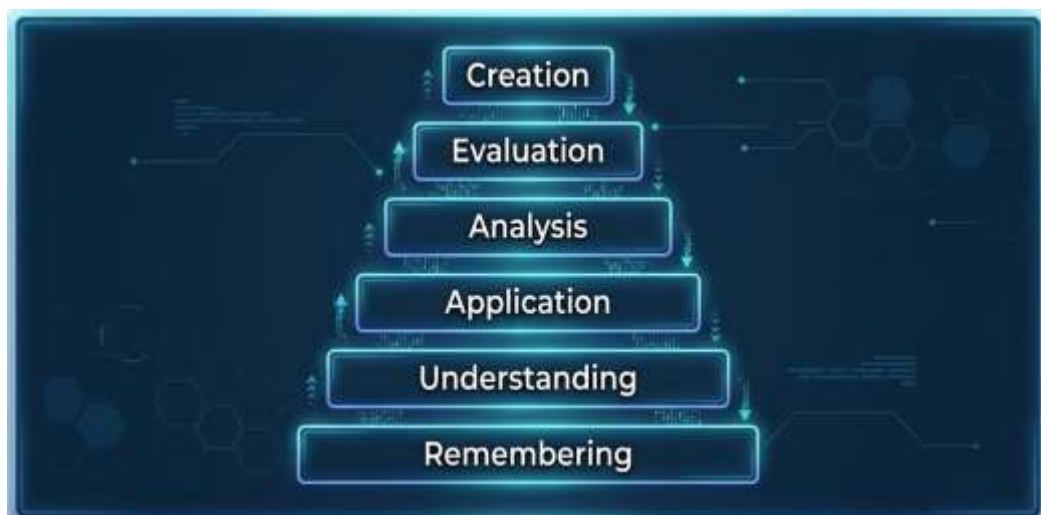 Creation
Evaluation
Analysis
Application
Understanding
Remembering